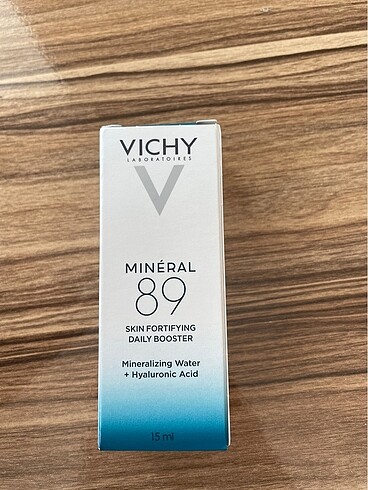 VICHY
LABORATOIRES
V
MINÉRAL
89
SKIN FORTIFYING
DAILY BOOSTER
Mineralizing Water
+ Hyaluronic Acid
15 ml